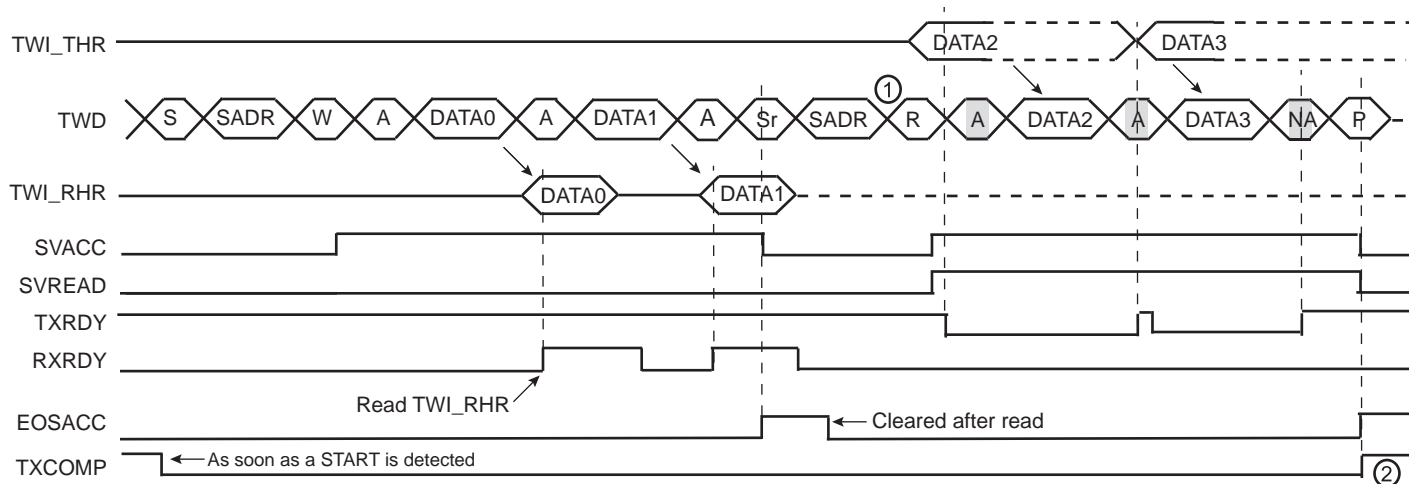 TWI_THR DATA2 DATA3
①
TWD S SADR W A DATA0 A DATA1 A Sr SADR R A DATA2 A DATA3 NA P
TWI_RHR DATA0 DATA1
SVACC
SVREAD
TXRDY
RXRDY
Read TWI_RHR
EOSACC Cleared after read
As soon as a START is detected
TXCOMP ②